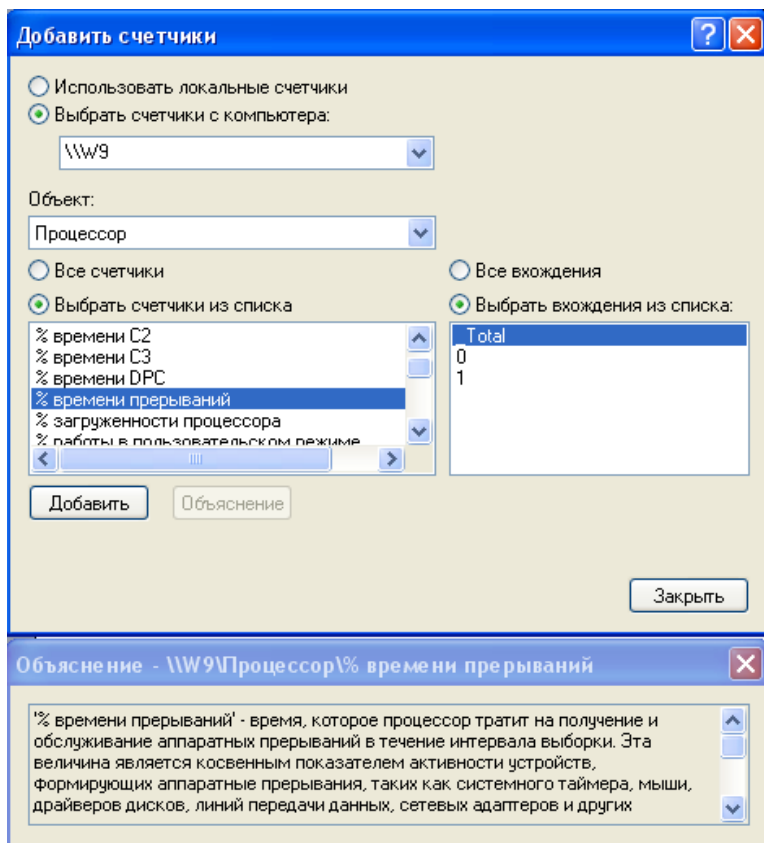 Добавить счетчики
Использовать локальные счетчики
Выбрать счетчики с компьютера:
\\W9
Объект:
Процессор
Все счетчики
Все вхождения
Выбрать счетчики из списка
Выбрать вхождения из списка:
% времени C2
% времени C3
% времени DPC
% времени прерываний
% загруженности процессора
% работы в пользовательском режиме
_Total
0
1
Добавить
Объяснение
Закрыть
Объяснение - \\W9\Процессор\% времени прерываний
'% времени прерываний' - время, которое процессор тратит на получение и
обслуживание аппаратных прерываний в течение интервала выборки. Эта
величина является косвенным показателем активности устройств,
формирующих аппаратные прерывания, таких как системного таймера, мыши,
драйверов дисков, линий передачи данных, сетевых адаптеров и других